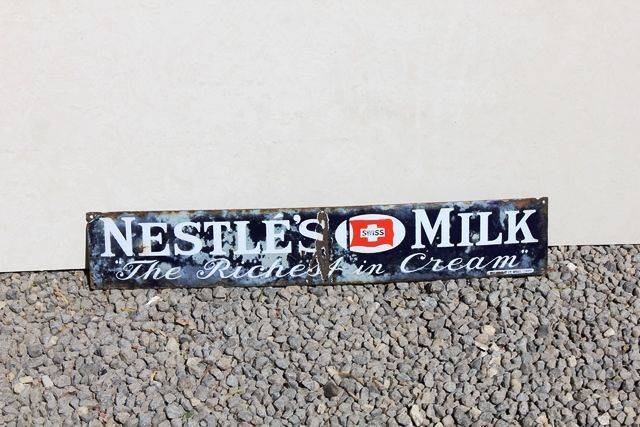 NESTLÉ'S SWISS MILK
"The Richest in Cream"